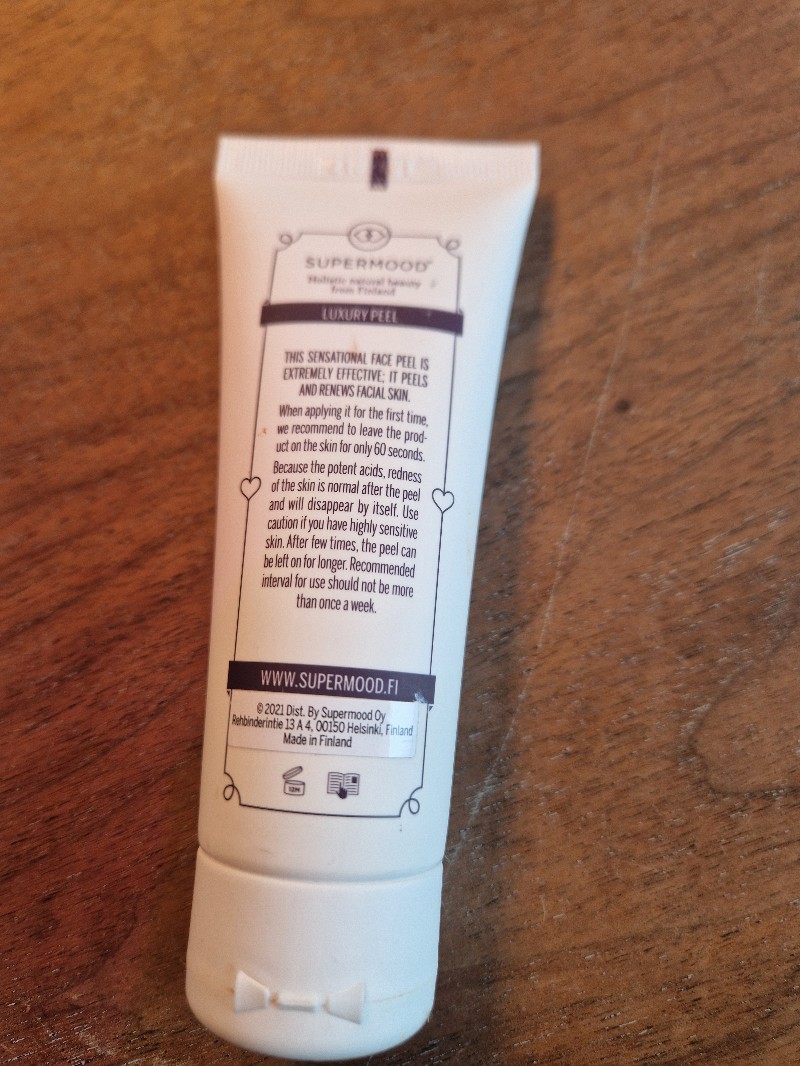 SUPERMOOD
Holistic natural beauty
from Finland
LUXURY PEEL
THIS SENSATIONAL FACE PEEL IS
EXTREMELY EFFECTIVE; IT PEELS
AND RENEWS FACIAL SKIN.
When applying it for the first time,
we recommend to leave the prod-
uct on the skin for only 60 seconds.
Because the potent acids, redness
of the skin is normal after the peel
and will disappear by itself. Use
caution if you have highly sensitive
skin. After few times, the peel can
be left on for longer. Recommended
interval for use should not be more
than once a week.
WWW.SUPERMOOD.FI
© 2021 Dist. By Supermood Oy
Rehbinderintie 13 A 4, 00150 Helsinki, Finland
Made in Finland
12M